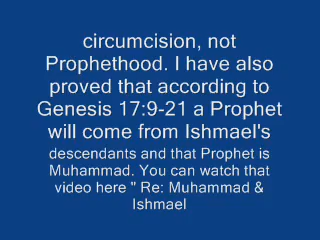 circumcision, not
Prophethood. I have also
proved that according to
Genesis 17:9-21 a Prophet
will come from Ishmael's
descendants and that Prophet is
Muhammad. You can watch that
video here " Re: Muhammad &
Ishmael